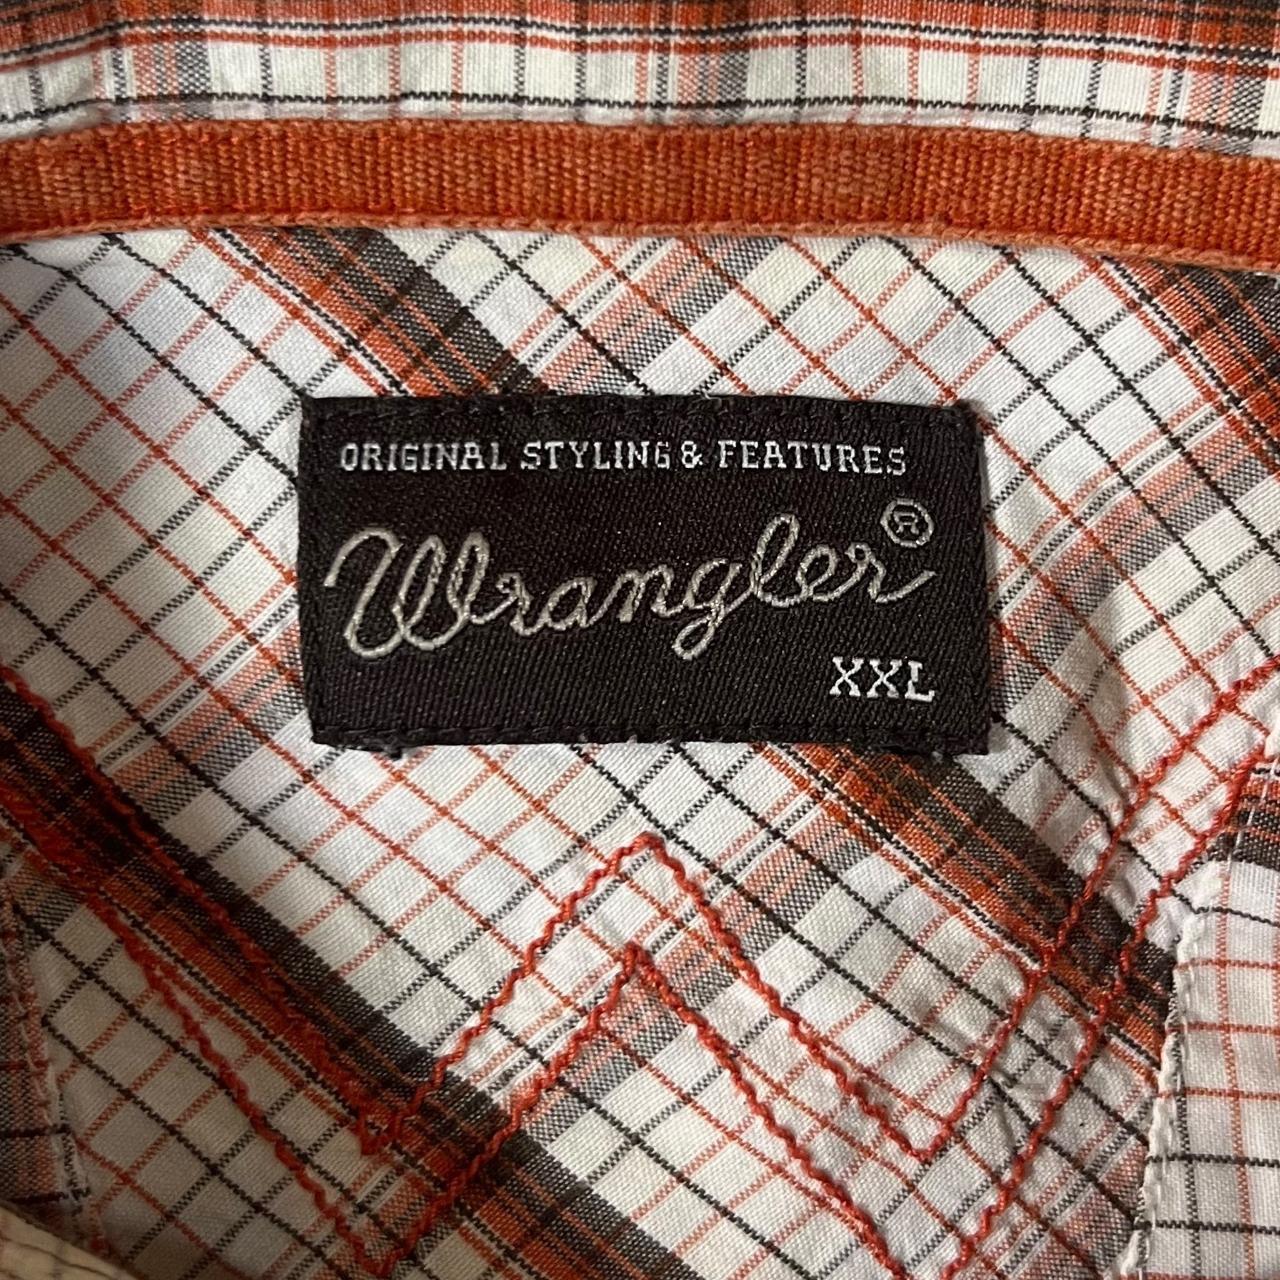 ORIGINAL STYLING & FEATURES
Wrangler®
XXL